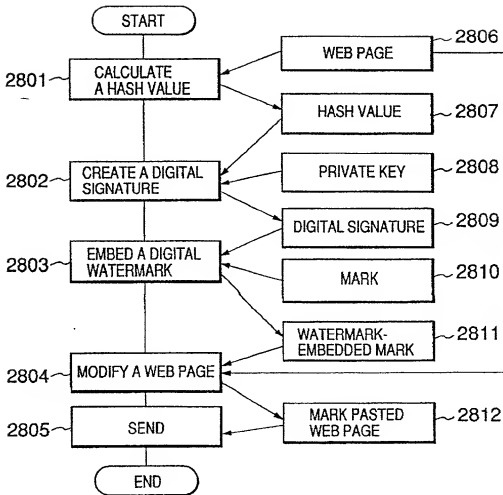 START
2806
WEB PAGE
2801
CALCULATE
A HASH VALUE
HASH VALUE
2807
2802
CREATE A DIGITAL
SIGNATURE
PRIVATE KEY
2808
DIGITAL SIGNATURE
2809
2803
EMBED A DIGITAL
WATERMARK
MARK
2810
WATERMARK-
EMBEDDED MARK
2811
2804
MODIFY A WEB PAGE
2805
SEND
MARK PASTED
WEB PAGE
2812
END